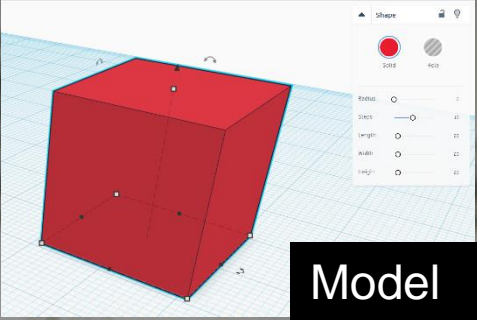 Shape
Solid
Hole
Radius
Steps
Length
Width
Height
Model